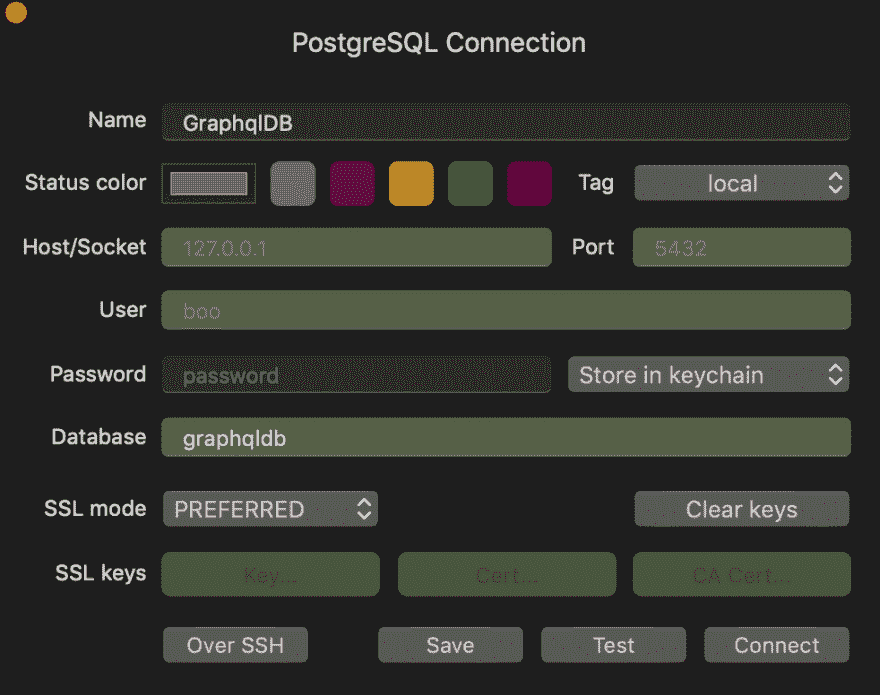 PostgreSQL Connection
Name GraphqlDB
Status color Tag local
Host/Socket 127.0.0.1 Port 5432
User boo
Password password Store in keychain
Database graphqldb
SSL mode PREFERRED Clear keys
SSL keys Key... Cert... CA Cert...
Over SSH Save Test Connect